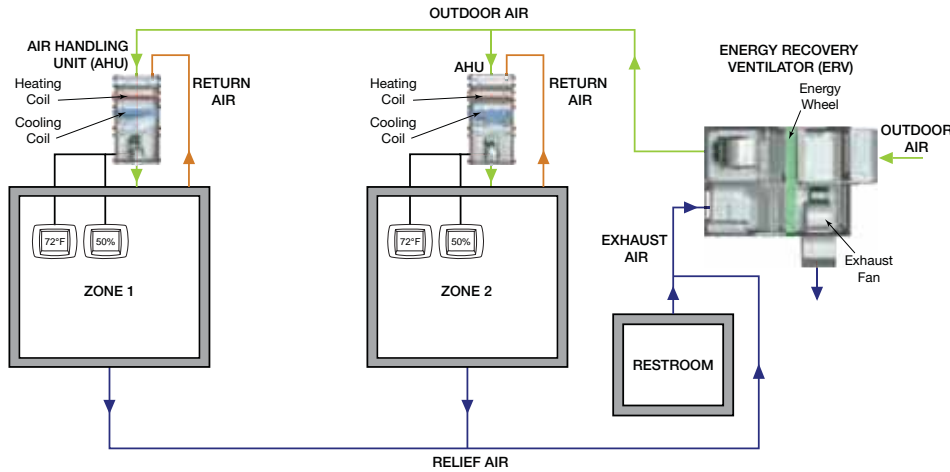 OUTDOOR AIR
AIR HANDLING
UNIT (AHU)
Heating
Coil
Cooling
Coil
RETURN
AIR
AHU
Heating
Coil
Cooling
Coil
RETURN
AIR
ENERGY RECOVERY
VENTILATOR (ERV)
Energy
Wheel
OUTDOOR
AIR
EXHAUST
AIR
Exhaust
Fan
72°F
50%
ZONE 1
72°F
50%
ZONE 2
RESTROOM
RELIEF AIR